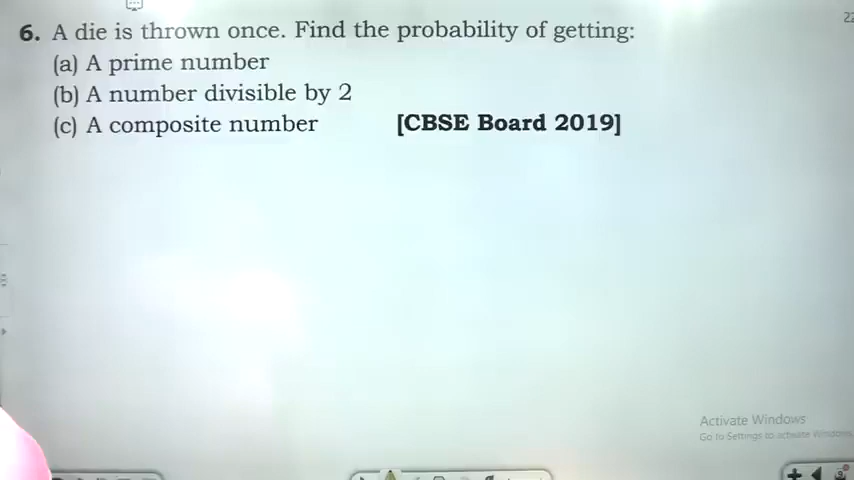 22
6. A die is thrown once. Find the probability of getting:
(a) A prime number
(b) A number divisible by 2
(c) A composite number [CBSE Board 2019]
Activate Windows
Go to Settings to activate Windows.